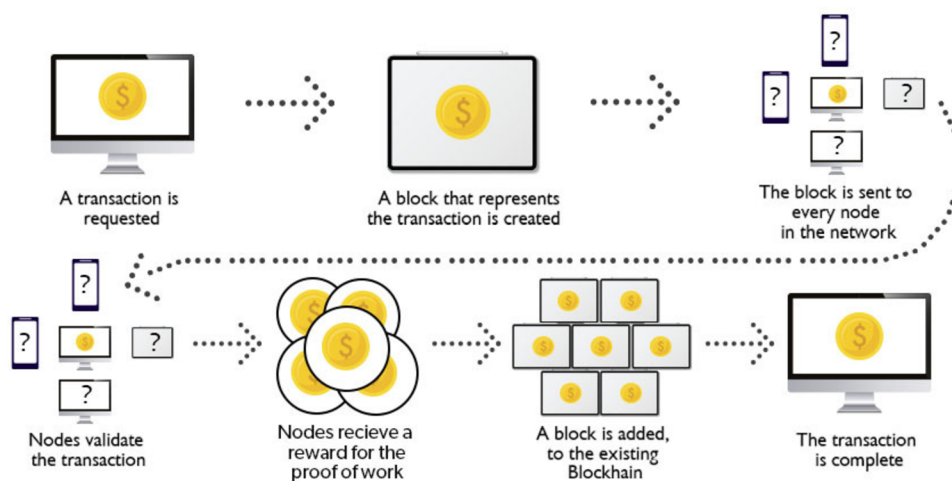 $
$
?
?
$
?
?
A transaction is
requested
A block that represents
the transaction is created
The block is sent to
every node
in the network
?
?
$
?
?
$
$
$
$
$
$
$
$
$
$
$
$
$
Nodes validate
the transaction
Nodes recieve a
reward for the
proof of work
A block is added,
to the existing
Blockhain
The transaction
is complete